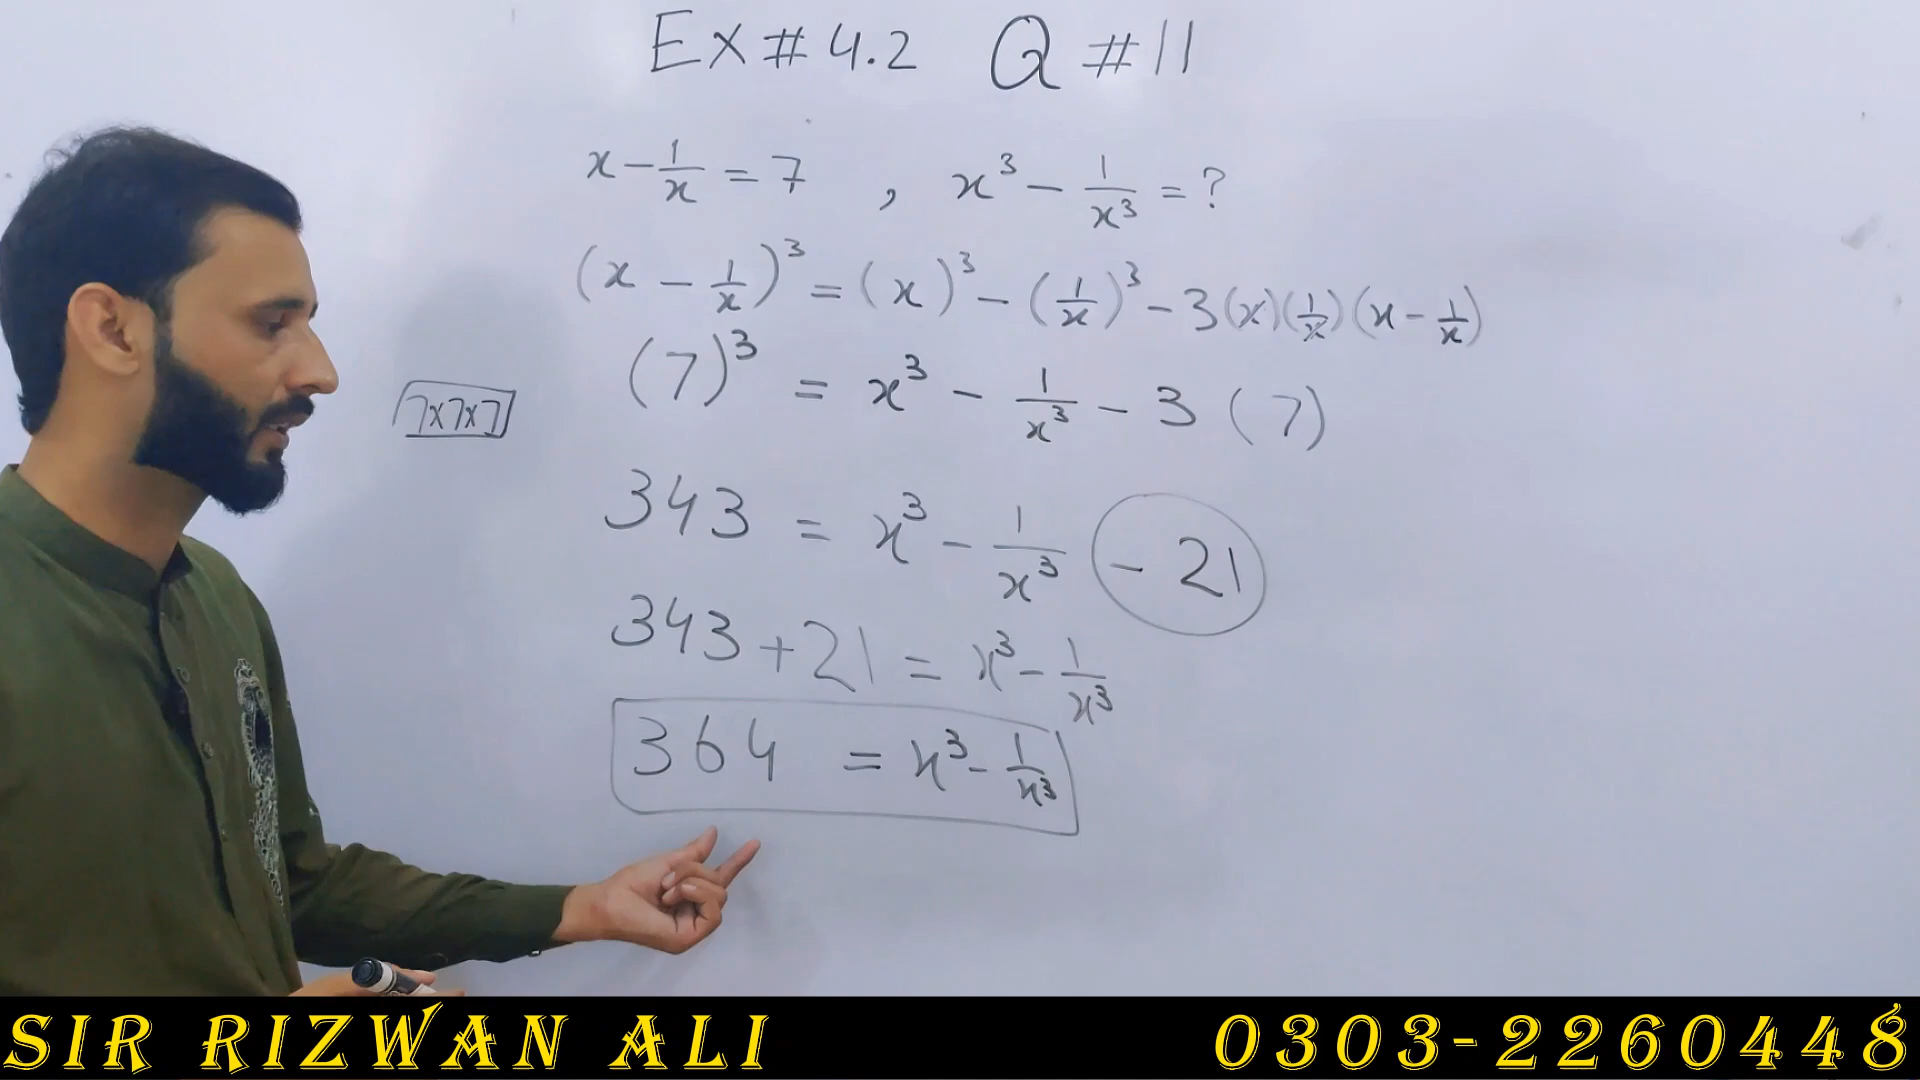 Ex # 4.2 Q # 11
x - 1/x = 7 , x³ - 1/x³ = ?
(x - 1/x)³ = (x)³ - (1/x)³ - 3(x)(1/x)(x - 1/x)
(7)³ = x³ - 1/x³ - 3 (7)
7x7x7
343 = x³ - 1/x³ - 21
343 + 21 = x³ - 1/x³
364 = x³ - 1/x³
SIR RIZWAN ALI 0303-2260448